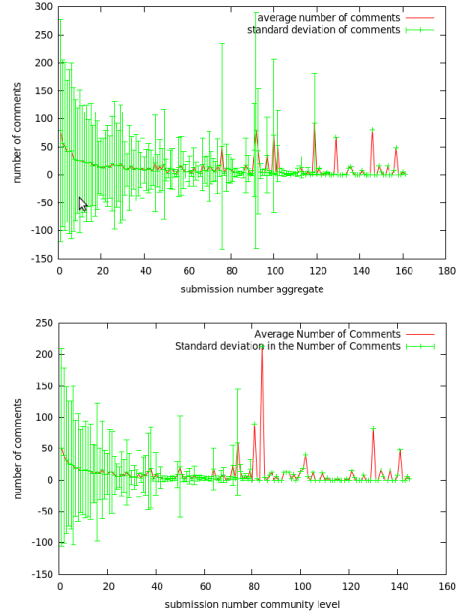 300
250
200
150
100
50
0
-50
-100
-150
number of comments
average number of comments
standard deviation of comments
0 20 40 60 80 100 120 140 160 180
submission number aggregate
250
200
150
100
50
0
-50
-100
-150
number of comments
Average Number of Comments
Standard deviation in the Number of Comments
0 20 40 60 80 100 120 140 160
submission number community level